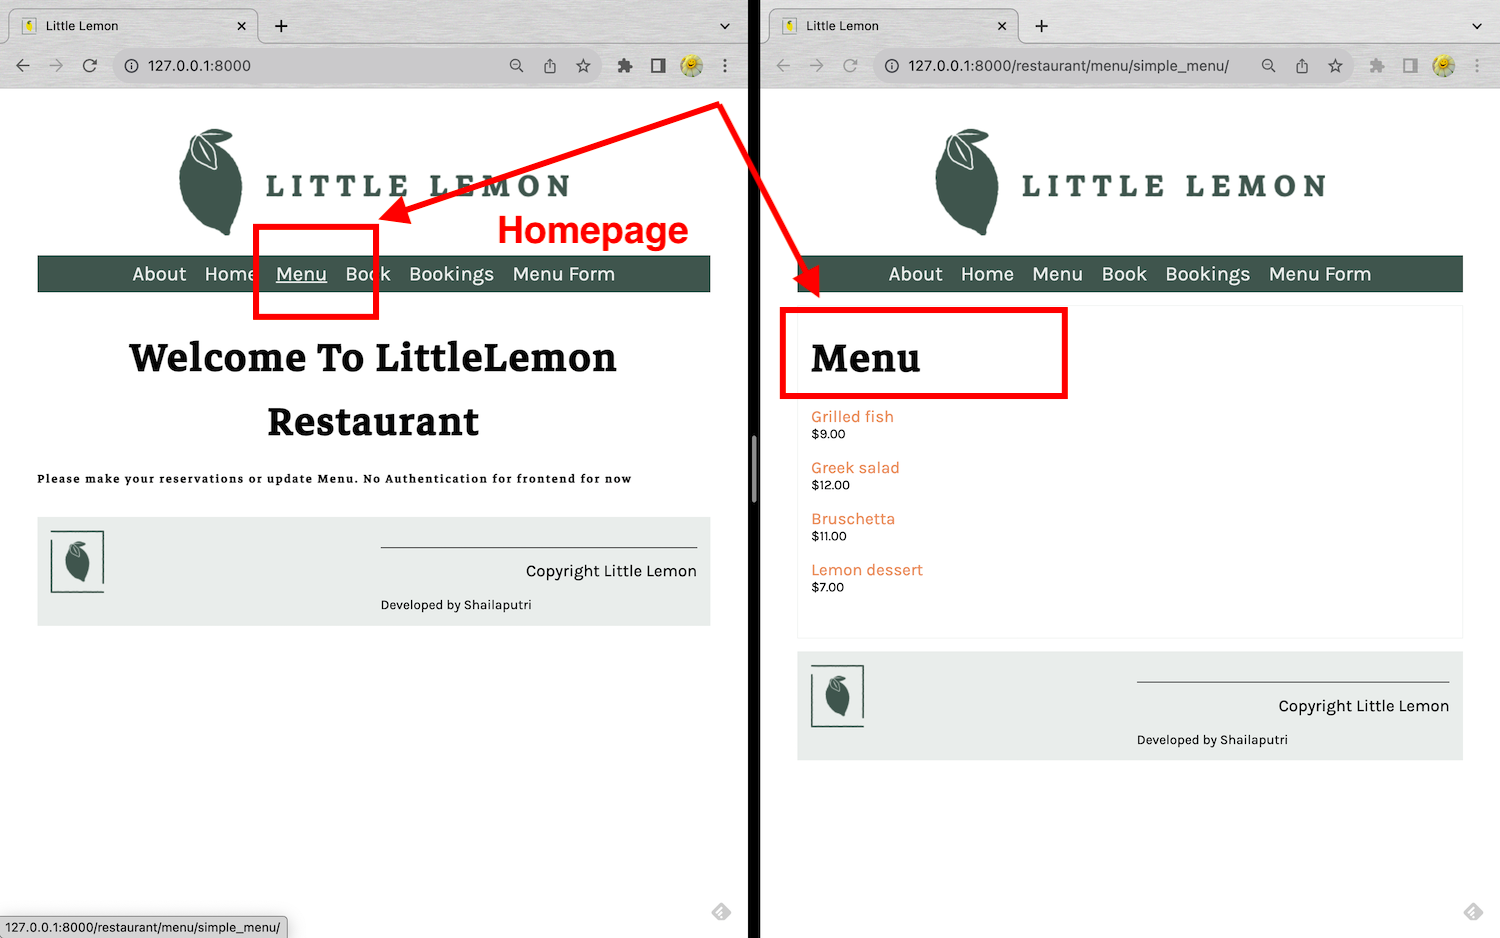 Little Lemon
127.0.0.1:8000
LITTLE LEMON
Homepage
About Home Menu Book Bookings Menu Form
Welcome To LittleLemon
Restaurant
Please make your reservations or update Menu. No Authentication for frontend for now
Copyright Little Lemon
Developed by Shailaputri
127.0.0.1:8000/restaurant/menu/simple_menu/
Little Lemon
127.0.0.1:8000/restaurant/menu/simple_menu/
LITTLE LEMON
About Home Menu Book Bookings Menu Form
Menu
Grilled fish
$9.00
Greek salad
$12.00
Bruschetta
$11.00
Lemon dessert
$7.00
Copyright Little Lemon
Developed by Shailaputri